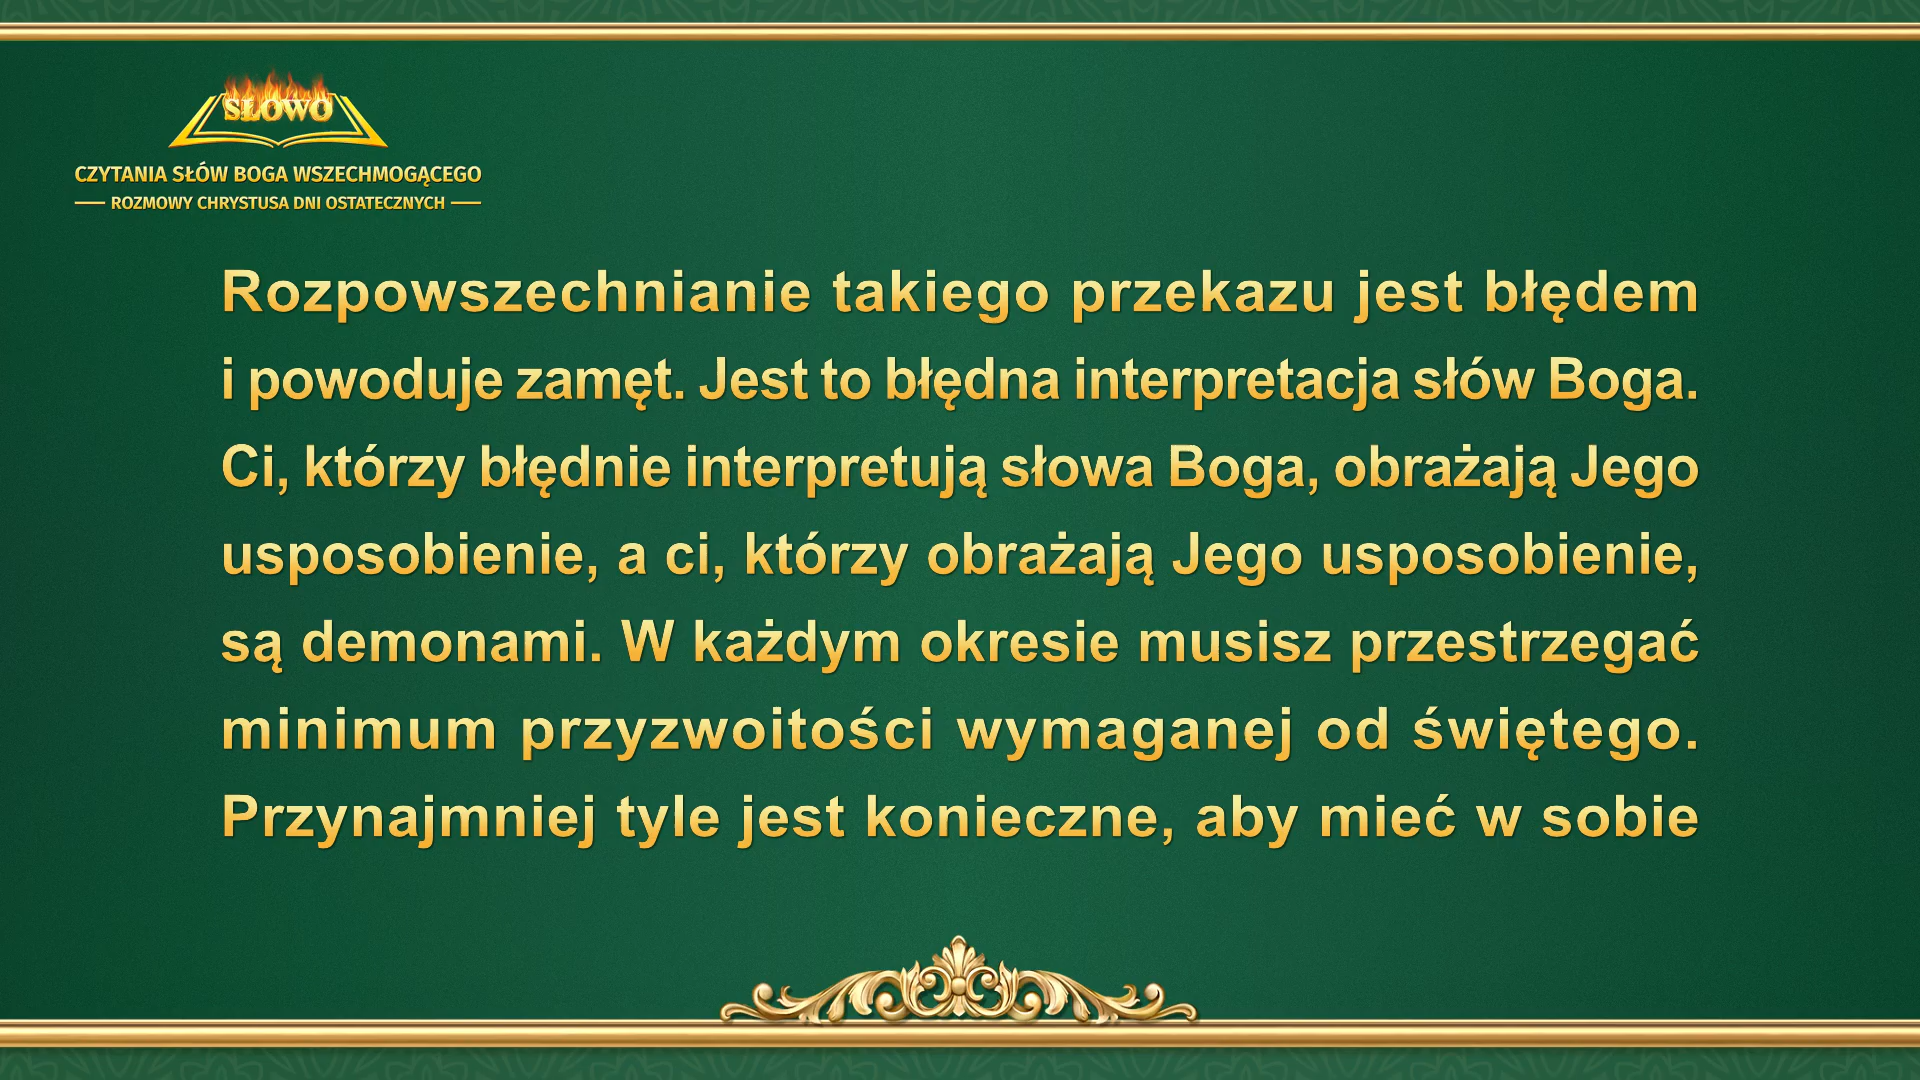 SŁOWO
CZYTANIA SŁÓW BOGA WSZECHMOGĄCEGO
ROZMOWY CHRYSTUSA DNI OSTATECZNYCH
Rozpowszechnianie takiego przekazu jest błędem
i powoduje zamęt. Jest to błędna interpretacja słów Boga.
Ci, którzy błędnie interpretują słowa Boga, obrażają Jego
usposobienie, a ci, którzy obrażają Jego usposobienie,
są demonami. W każdym okresie musisz przestrzegać
minimum przyzwoitości wymaganej od świętego.
Przynajmniej tyle jest konieczne, aby mieć w sobie